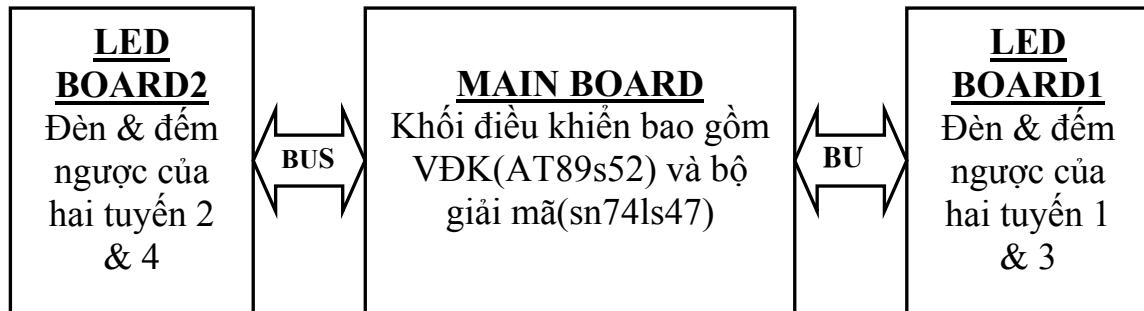 LED
BOARD2
Đèn & đếm
ngược của
hai tuyến 2
& 4
BUS
MAIN BOARD
Khối điều khiển bao gồm
VĐK(AT89s52) và bộ
giải mã(sn74ls47)
BU
LED
BOARD1
Đèn & đếm
ngược của
hai tuyến 1
& 3